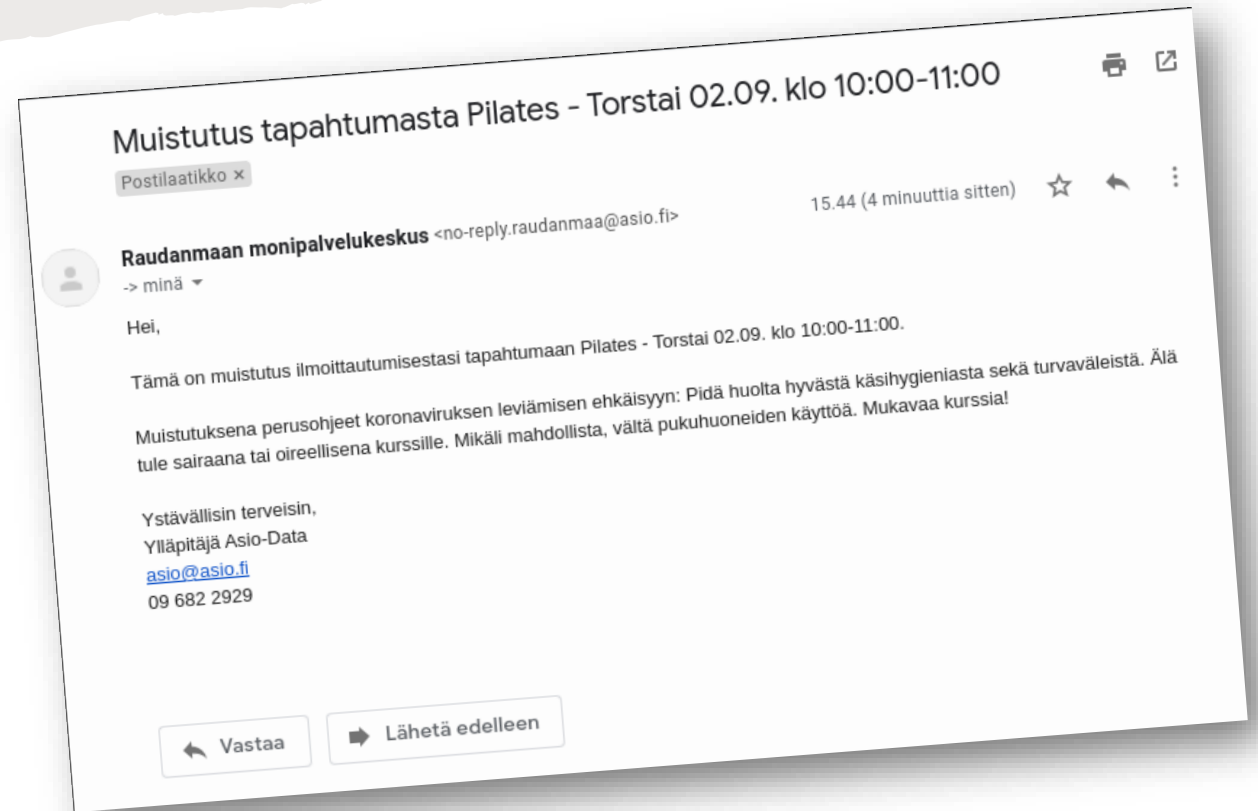 Muistutus tapahtumasta Pilates - Torstai 02.09. klo 10:00-11:00
Postilaatikko ×
Raudanmaan monipalvelukeskus <no-reply.raudanmaa@asio.fi>
15.44 (4 minuuttia sitten)
-> minä
Hei,
Tämä on muistutus ilmoittautumisestasi tapahtumaan Pilates - Torstai 02.09. klo 10:00-11:00.
Muistutuksena perusohjeet koronaviruksen leviämisen ehkäisyyn: Pidä huolta hyvästä käsihygieniasta sekä turvaväleistä. Älä
tule sairaana tai oireellisena kurssille. Mikäli mahdollista, vältä pukuhuoneiden käyttöä. Mukavaa kurssia!
Ystävällisin terveisin,
Ylläpitäjä Asio-Data
asio@asio.fi
09 682 2929
Vastaa
Lähetä edelleen